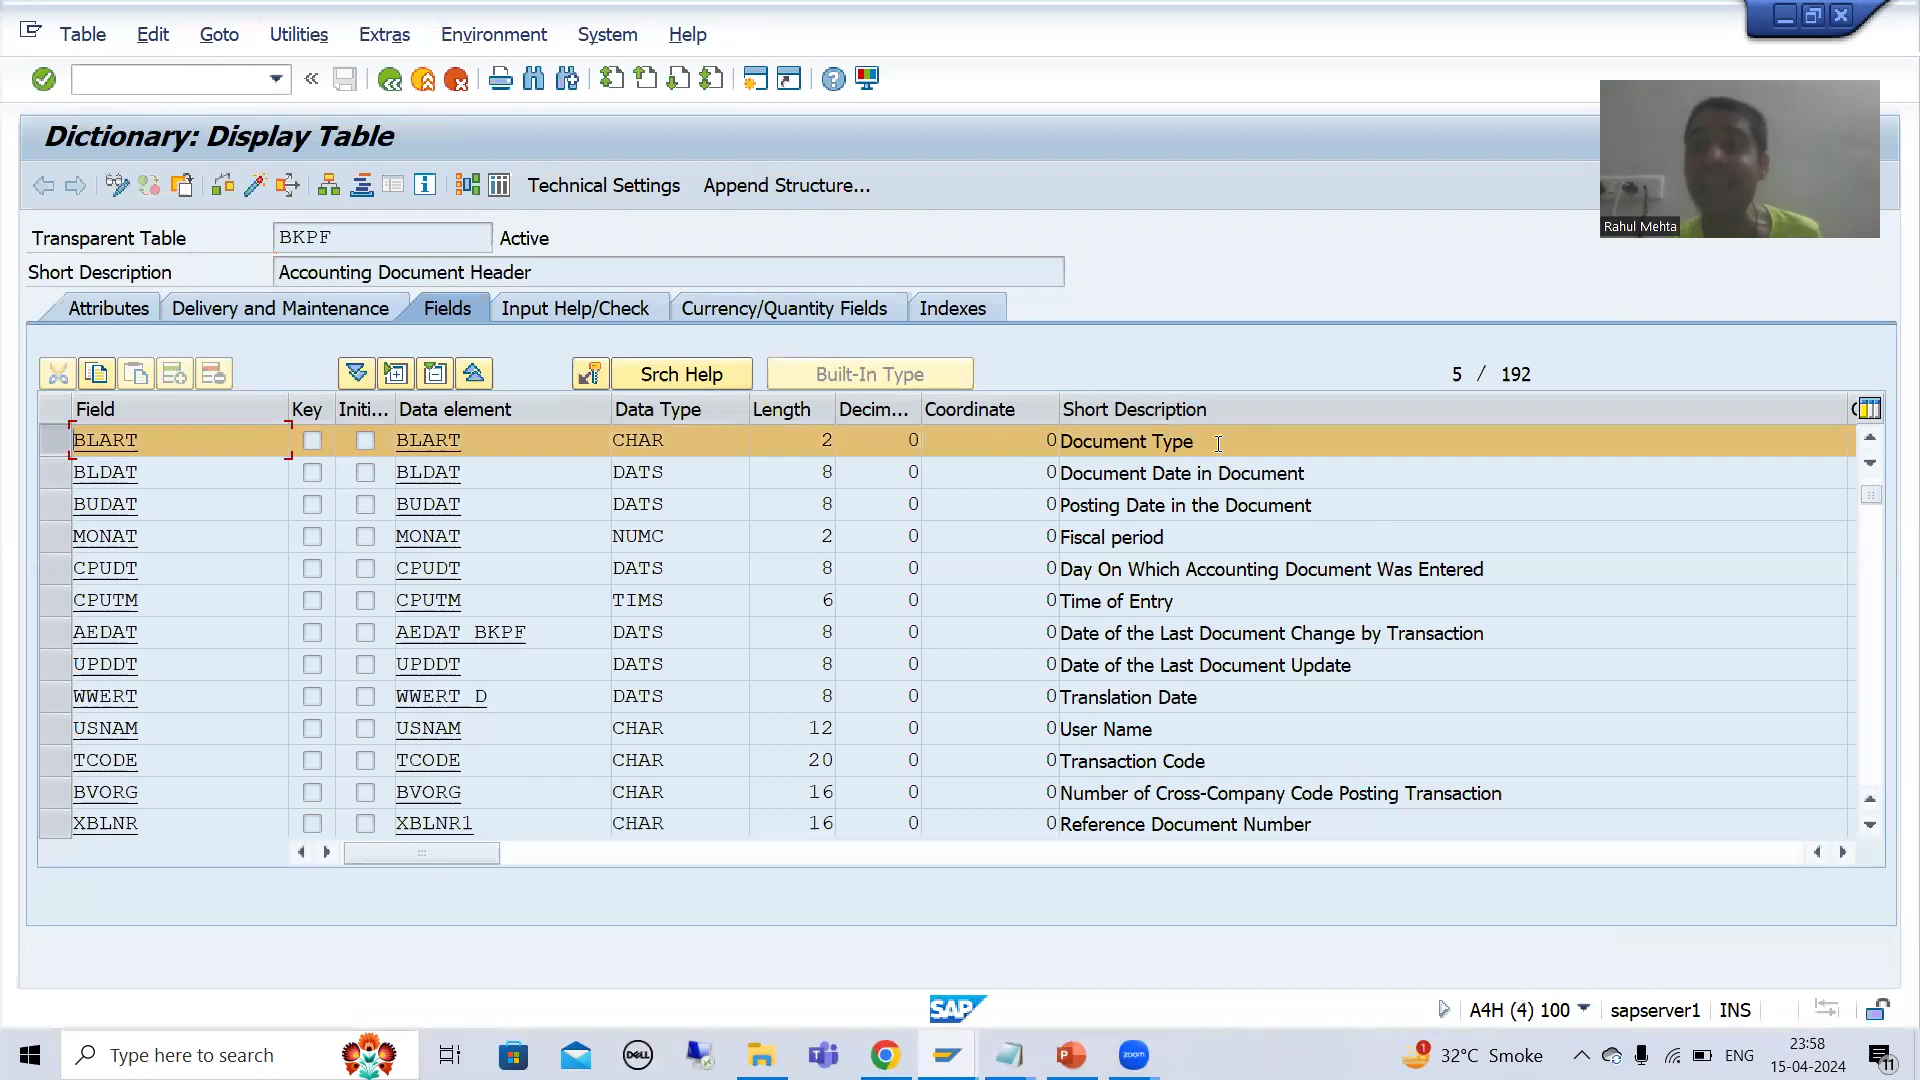 Table Edit Goto Utilities Extras Environment System Help
Dictionary: Display Table
Technical Settings Append Structure...
Rahul Mehta
Transparent Table BKPF Active
Short Description Accounting Document Header
Attributes Delivery and Maintenance Fields Input Help/Check Currency/Quantity Fields Indexes
Srch Help Built-In Type 5 / 192
Field Key Initi... Data element Data Type Length Decim... Coordinate Short Description
BLART BLART CHAR 2 0 0 Document Type
BLDAT BLDAT DATS 8 0 0 Document Date in Document
BUDAT BUDAT DATS 8 0 0 Posting Date in the Document
MONAT MONAT NUMC 2 0 0 Fiscal period
CPUDT CPUDT DATS 8 0 0 Day On Which Accounting Document Was Entered
CPUTM CPUTM TIMS 6 0 0 Time of Entry
AEDAT AEDAT_BKPF DATS 8 0 0 Date of the Last Document Change by Transaction
UPDDT UPDDT DATS 8 0 0 Date of the Last Document Update
WWERT WWERT_D DATS 8 0 0 Translation Date
USNAM USNAM CHAR 12 0 0 User Name
TCODE TCODE CHAR 20 0 0 Transaction Code
BVORG BVORG CHAR 16 0 0 Number of Cross-Company Code Posting Transaction
XBLNR XBLNR1 CHAR 16 0 0 Reference Document Number
SAP
A4H (4) 100 sapserver1 INS
Type here to search DELL zoom 1 32°C Smoke ENG 23:58
15-04-2024 11